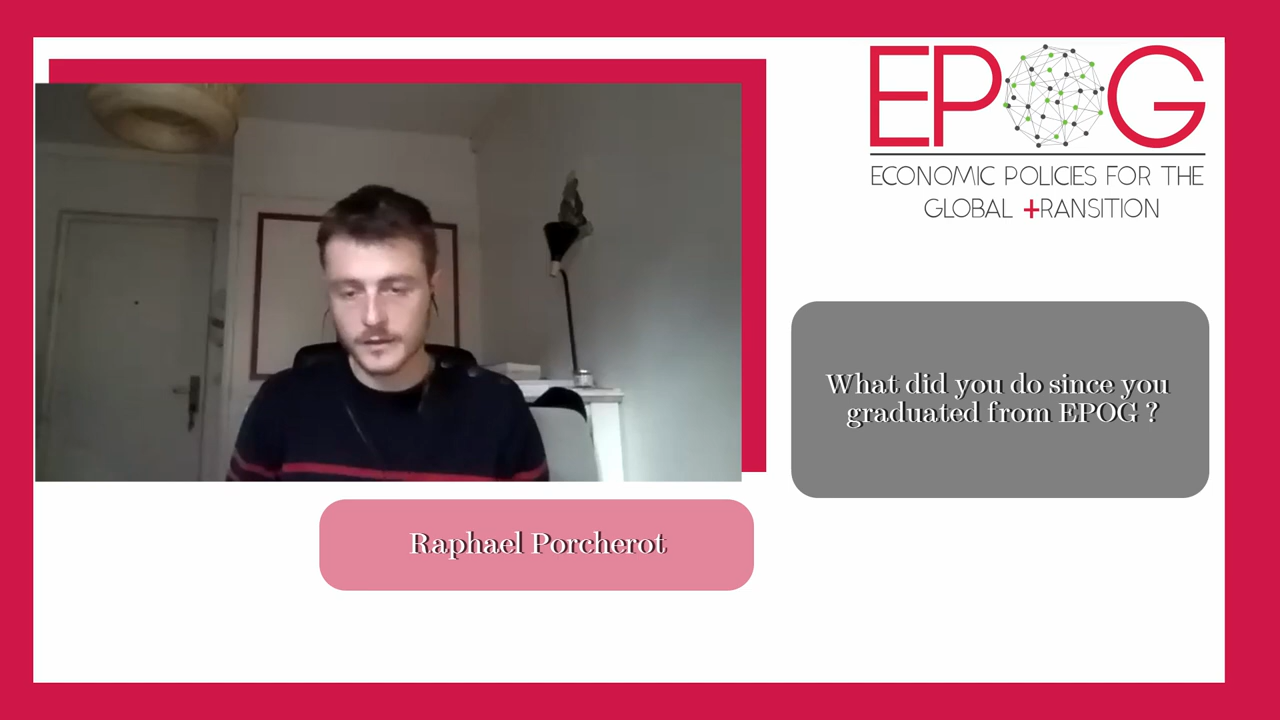 EPOG
ECONOMIC POLICIES FOR THE
GLOBAL +RANSITION
What did you do since you
graduated from EPOG ?
Raphael Porcherot